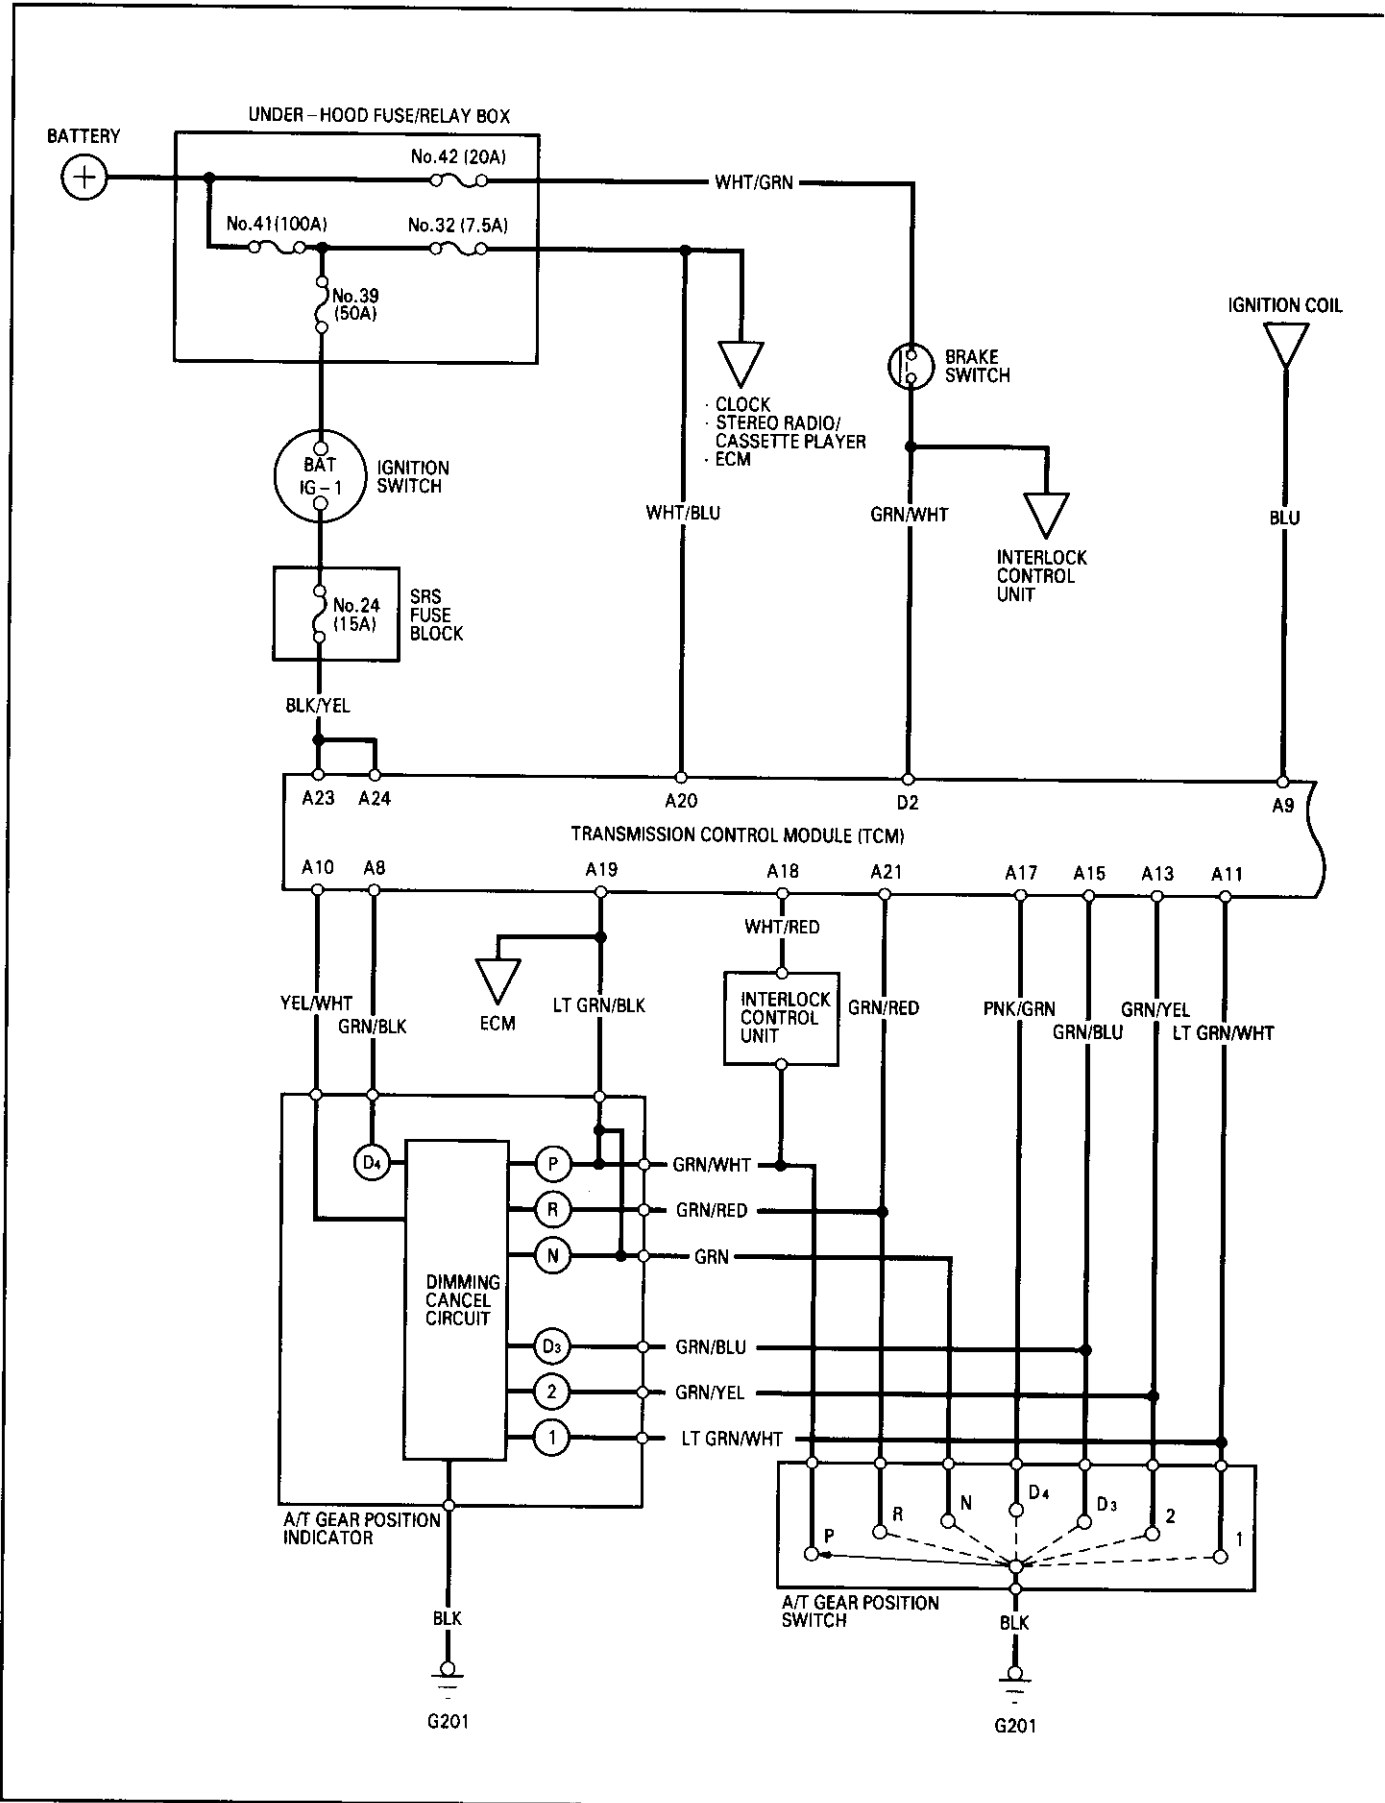 UNDER-HOOD FUSE/RELAY BOX
BATTERY
+
No.42 (20A)
WHT/GRN
No.41(100A)
No.32 (7.5A)
No.39
(50A)
IGNITION COIL
BRAKE
SWITCH
· CLOCK
· STEREO RADIO/
CASSETTE PLAYER
· ECM
BAT
IG-1
IGNITION
SWITCH
WHT/BLU
GRN/WHT
BLU
INTERLOCK
CONTROL
UNIT
No.24
(15A)
SRS
FUSE
BLOCK
BLK/YEL
A23
A24
A20
D2
A9
TRANSMISSION CONTROL MODULE (TCM)
A10
A8
A19
A18
A21
A17
A15
A13
A11
WHT/RED
YEL/WHT
GRN/BLK
ECM
LT GRN/BLK
INTERLOCK
CONTROL
UNIT
GRN/RED
PNK/GRN
GRN/BLU
GRN/YEL
LT GRN/WHT
D4
P
GRN/WHT
R
GRN/RED
N
GRN
DIMMING
CANCEL
CIRCUIT
D3
GRN/BLU
2
GRN/YEL
1
LT GRN/WHT
A/T GEAR POSITION
INDICATOR
P
R
N
D4
D3
2
1
A/T GEAR POSITION
SWITCH
BLK
BLK
G201
G201